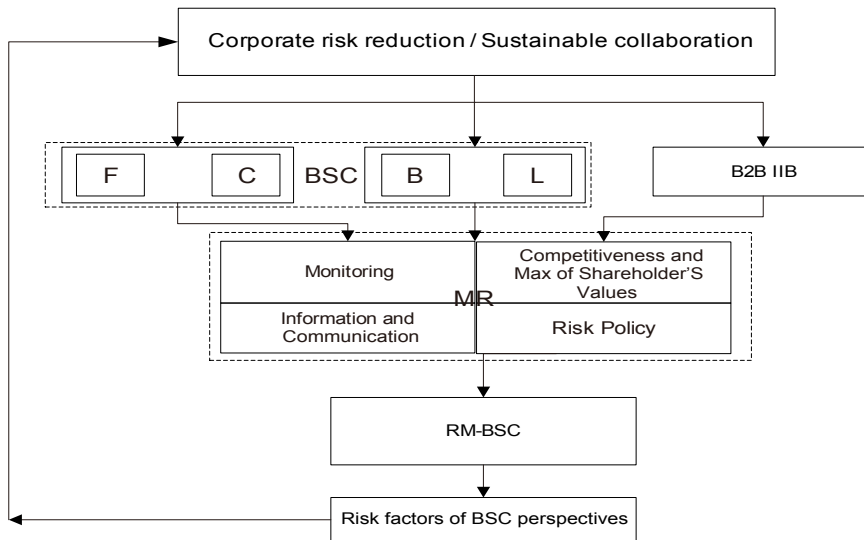 Corporate risk reduction / Sustainable collaboration
F
C
BSC
B
L
B2B IIB
Monitoring
Competitiveness and
Max of Shareholder'S
Values
MR
Information and
Communication
Risk Policy
RM-BSC
Risk factors of BSC perspectives